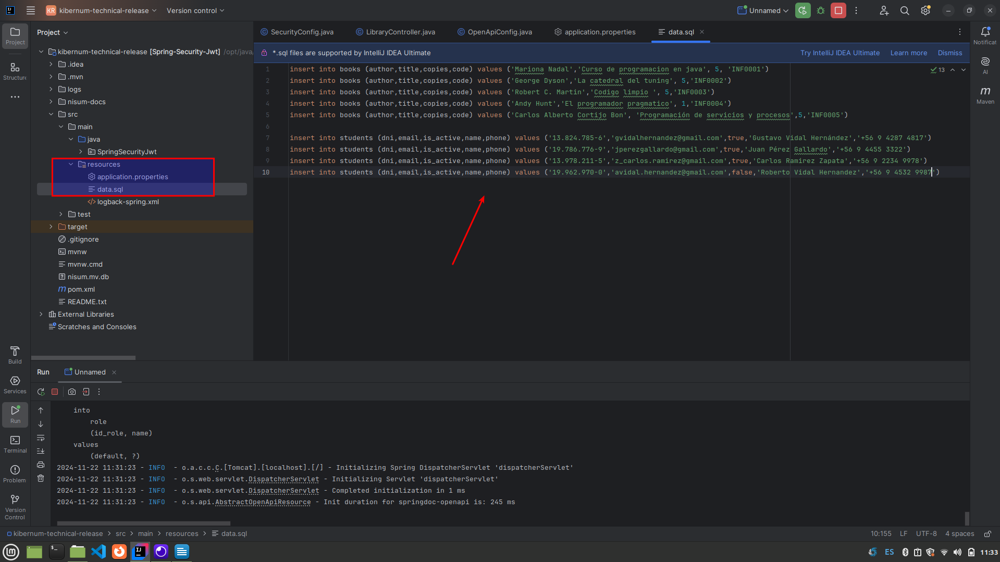 KR kibernum-technical-release
Version control
Unnamed
Project
Structure
Project
kibernum-technical-release [Spring-Security-Jwt] /opt/java/
.idea
.mvn
logs
nisum-docs
src
main
java
SpringSecurityJwt
resources
application.properties
data.sql
logback-spring.xml
test
target
.gitignore
mvnw
mvnw.cmd
nisum.mv.db
m pom.xml
README.txt
External Libraries
Scratches and Consoles
SecurityConfig.java
LibraryController.java
OpenApiConfig.java
application.properties
data.sql
*.sql files are supported by IntelliJ IDEA Ultimate
Try IntelliJ IDEA Ultimate
Learn more
Dismiss
1 insert into books (author,title,copies,code) values ('Mariona Nadal','Curso de programacion en java', 5, 'INF0001')
2 insert into books (author,title,copies,code) values ('George Dyson','La catedral del tuning', 5,'INF0002')
3 insert into books (author,title,copies,code) values ('Robert C. Martin','Codigo limpio ', 5,'INF0003')
4 insert into books (author,title,copies,code) values ('Andy Hunt','El programador pragmatico', 1,'INF0004')
5 insert into books (author,title,copies,code) values ('Carlos Alberto Cortijo Bon', 'Programación de servicios y procesos',5,'INF0005')
6
7 insert into students (dni,email,is_active,name,phone) values ('13.824.785-6','gvidalhernandez@gmail.com',true,'Gustavo Vidal Hernández','+56 9 4287 4817')
8 insert into students (dni,email,is_active,name,phone) values ('19.786.776-9','jperezgallardo@gmail.com',true,'Juan Pérez Gallardo','+56 9 4455 3322')
9 insert into students (dni,email,is_active,name,phone) values ('13.978.211-5','z_carlos.ramirez@gmail.com',true,'Carlos Ramirez Zapata','+56 9 2234 9978')
10 insert into students (dni,email,is_active,name,phone) values ('19.962.970-0','avidal.hernandez@gmail.com',false,'Roberto Vidal Hernandez','+56 9 4532 9987')
13
Notificat
AI
m
Maven
Build
Services
Run
Terminal
Problem
Version
Control
Run
Unnamed
into
role
(id_role, name)
values
(default, ?)
2024-11-22 11:31:23 - INFO - o.a.c.c.C.[Tomcat].[localhost].[/] - Initializing Spring DispatcherServlet 'dispatcherServlet'
2024-11-22 11:31:23 - INFO - o.s.web.servlet.DispatcherServlet - Initializing Servlet 'dispatcherServlet'
2024-11-22 11:31:23 - INFO - o.s.web.servlet.DispatcherServlet - Completed initialization in 1 ms
2024-11-22 11:31:23 - INFO - o.s.api.AbstractOpenApiResource - Init duration for springdoc-openapi is: 245 ms
kibernum-technical-release > src > main > resources > data.sql
10:155
LF
UTF-8
4 spaces
ES
11:33